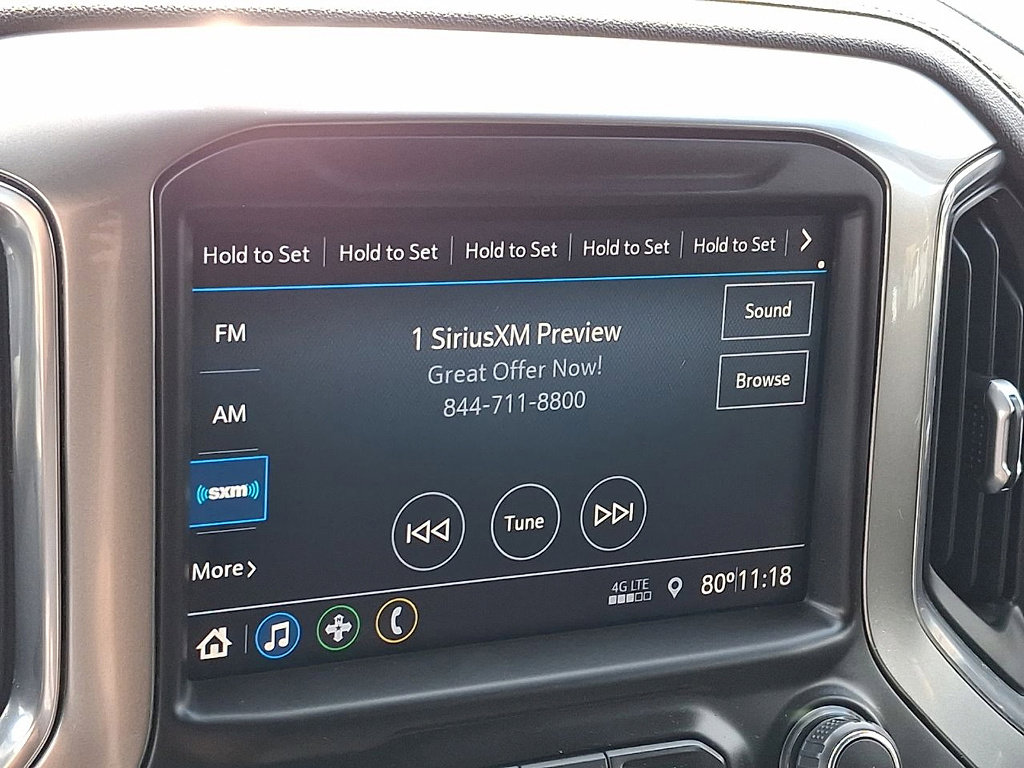 Hold to Set Hold to Set Hold to Set Hold to Set Hold to Set
FM
1 SiriusXM Preview
Sound
Great Offer Now!
Browse
844-711-8800
AM
sxm
Tune
More
4G LTE
80° 11:18